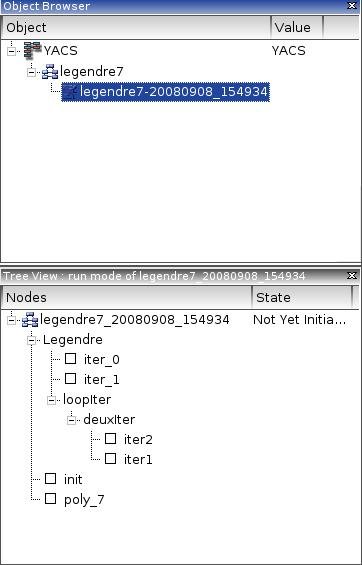 Object Browser
Object Value
YACS YACS
legendre7
legendre7-20080908_154934
Tree View : run mode of legendre7_20080908_154934
Nodes State
legendre7_20080908_154934 Not Yet Initia...
Legendre
iter_0
iter_1
loopIter
deuxIter
iter2
iter1
init
poly_7